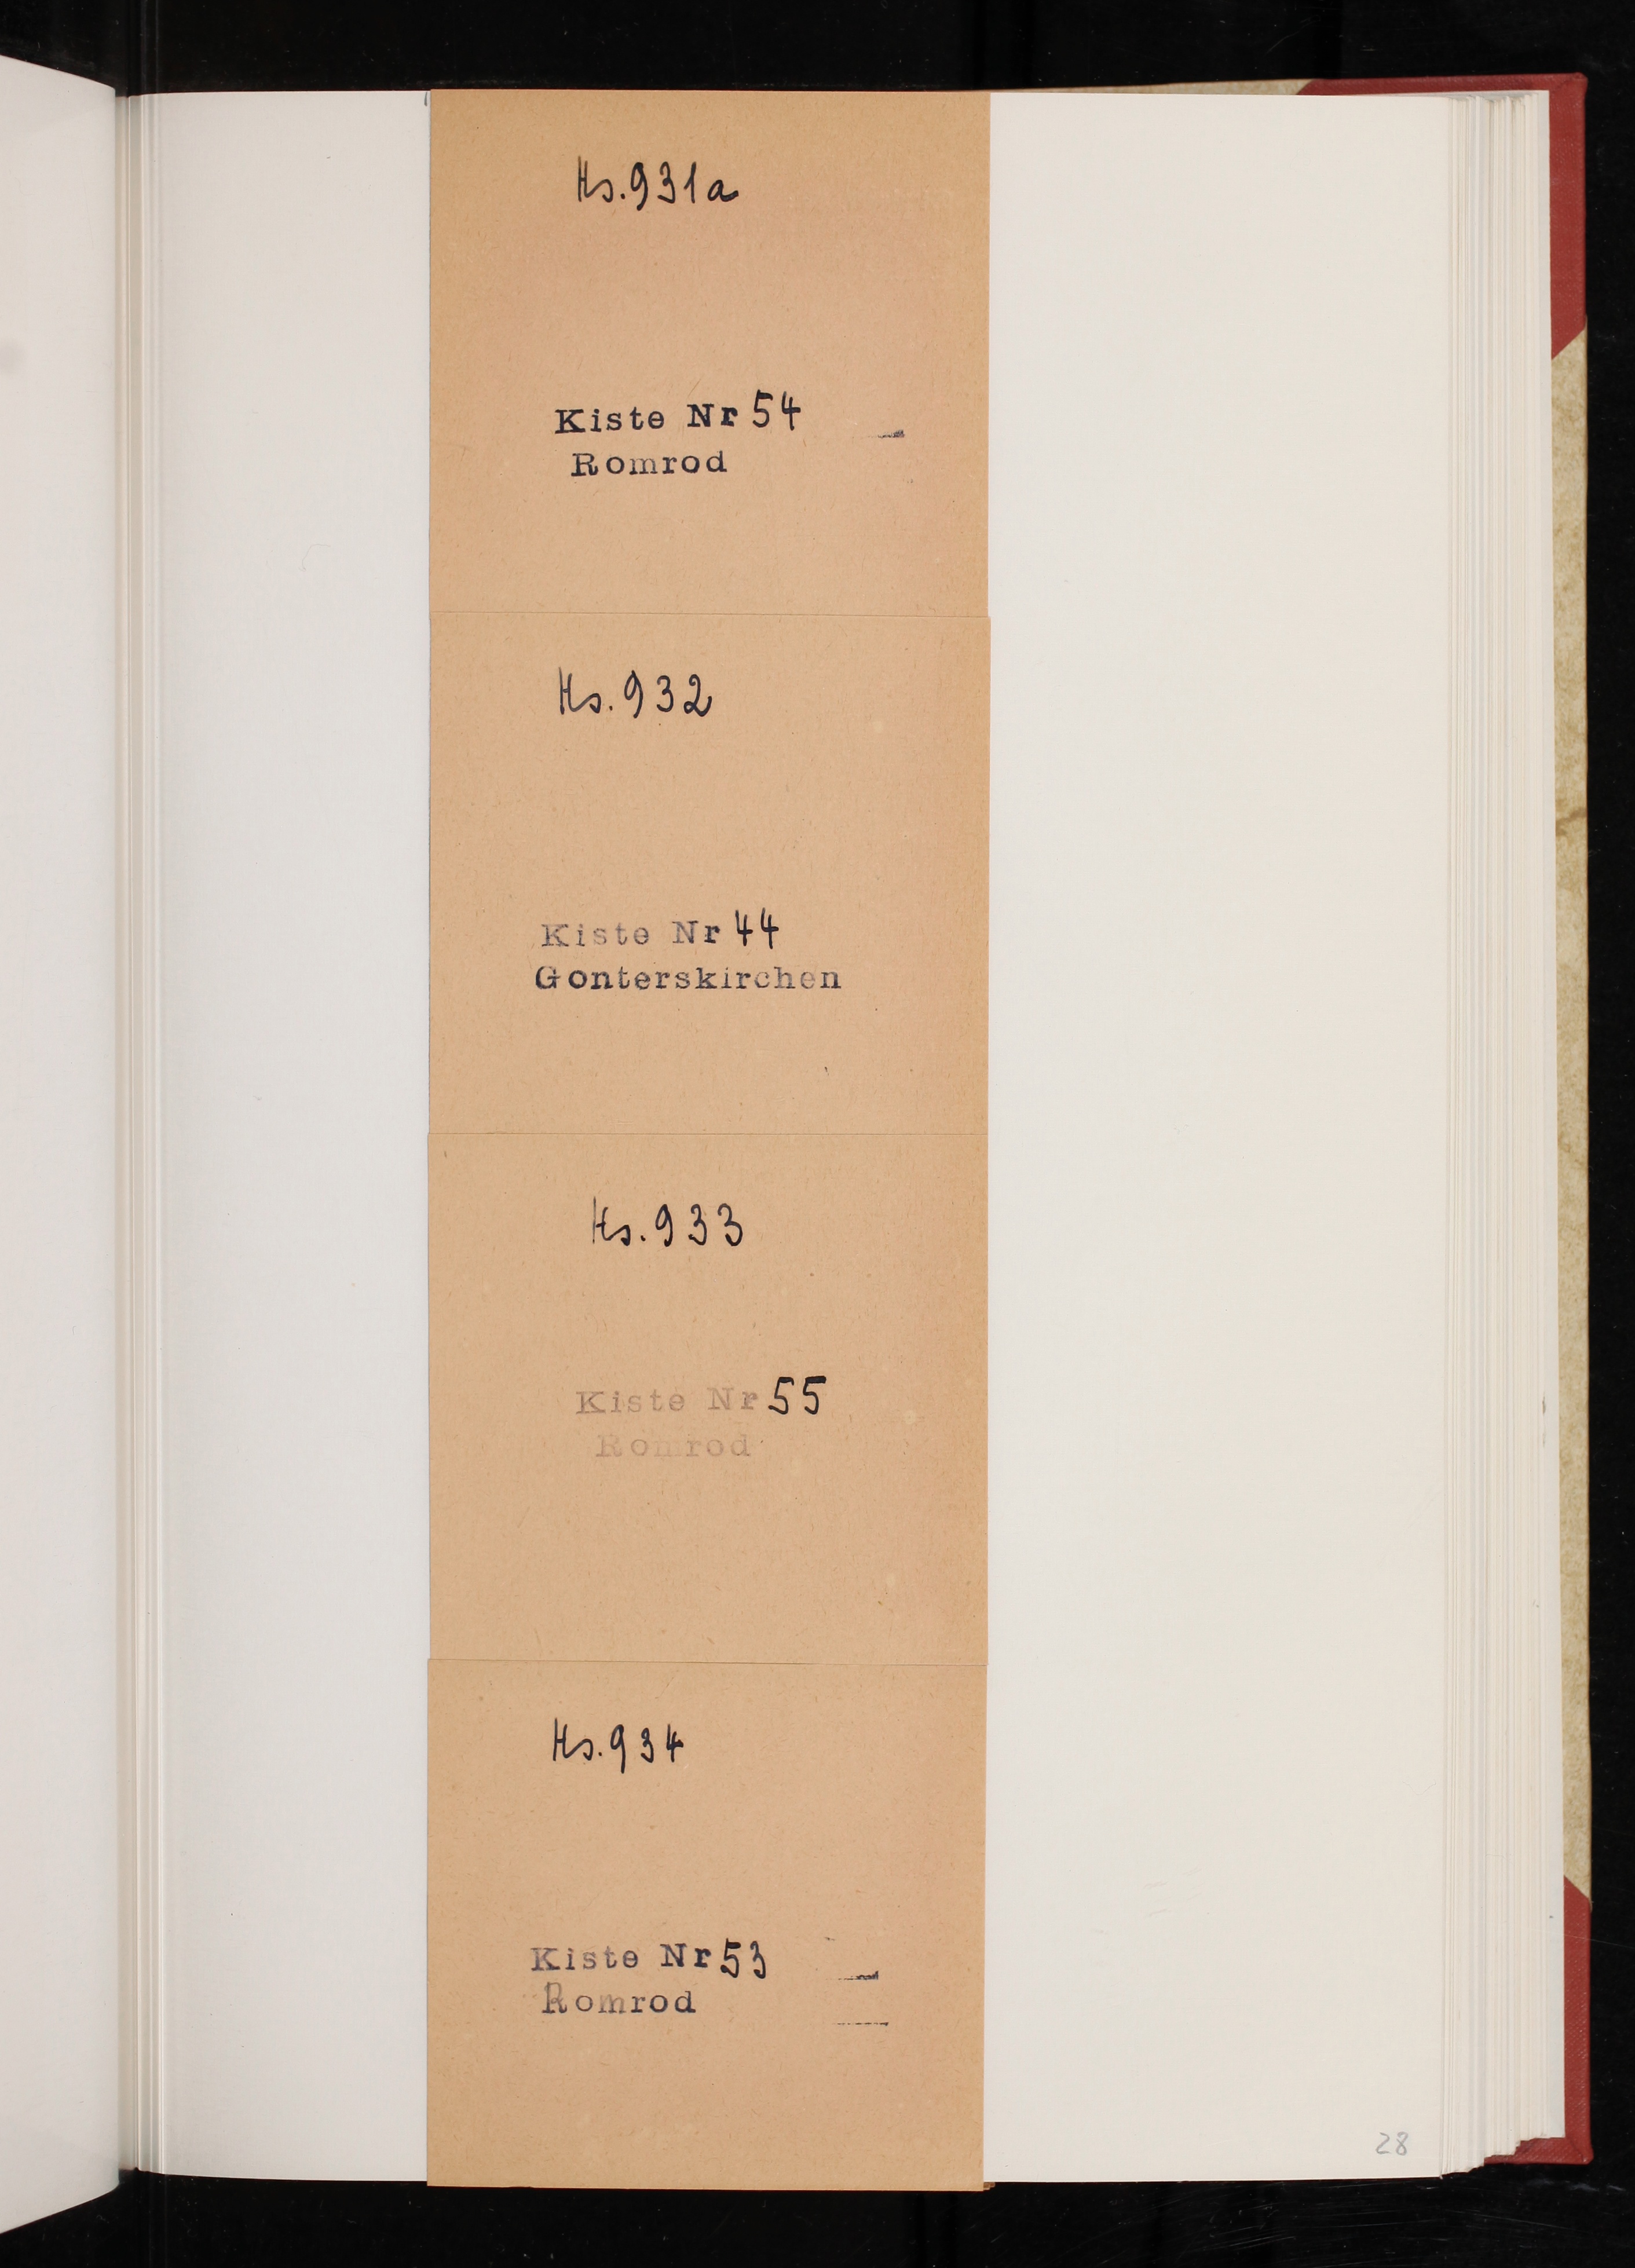 Hs. 931a
Kiste Nr 54
Romrod
Hs. 932
Kiste Nr 44
Gonterskirchen
Hs. 933
Kiste Nr 55
Romrod
Hs. 934
Kiste Nr 53
Romrod
28